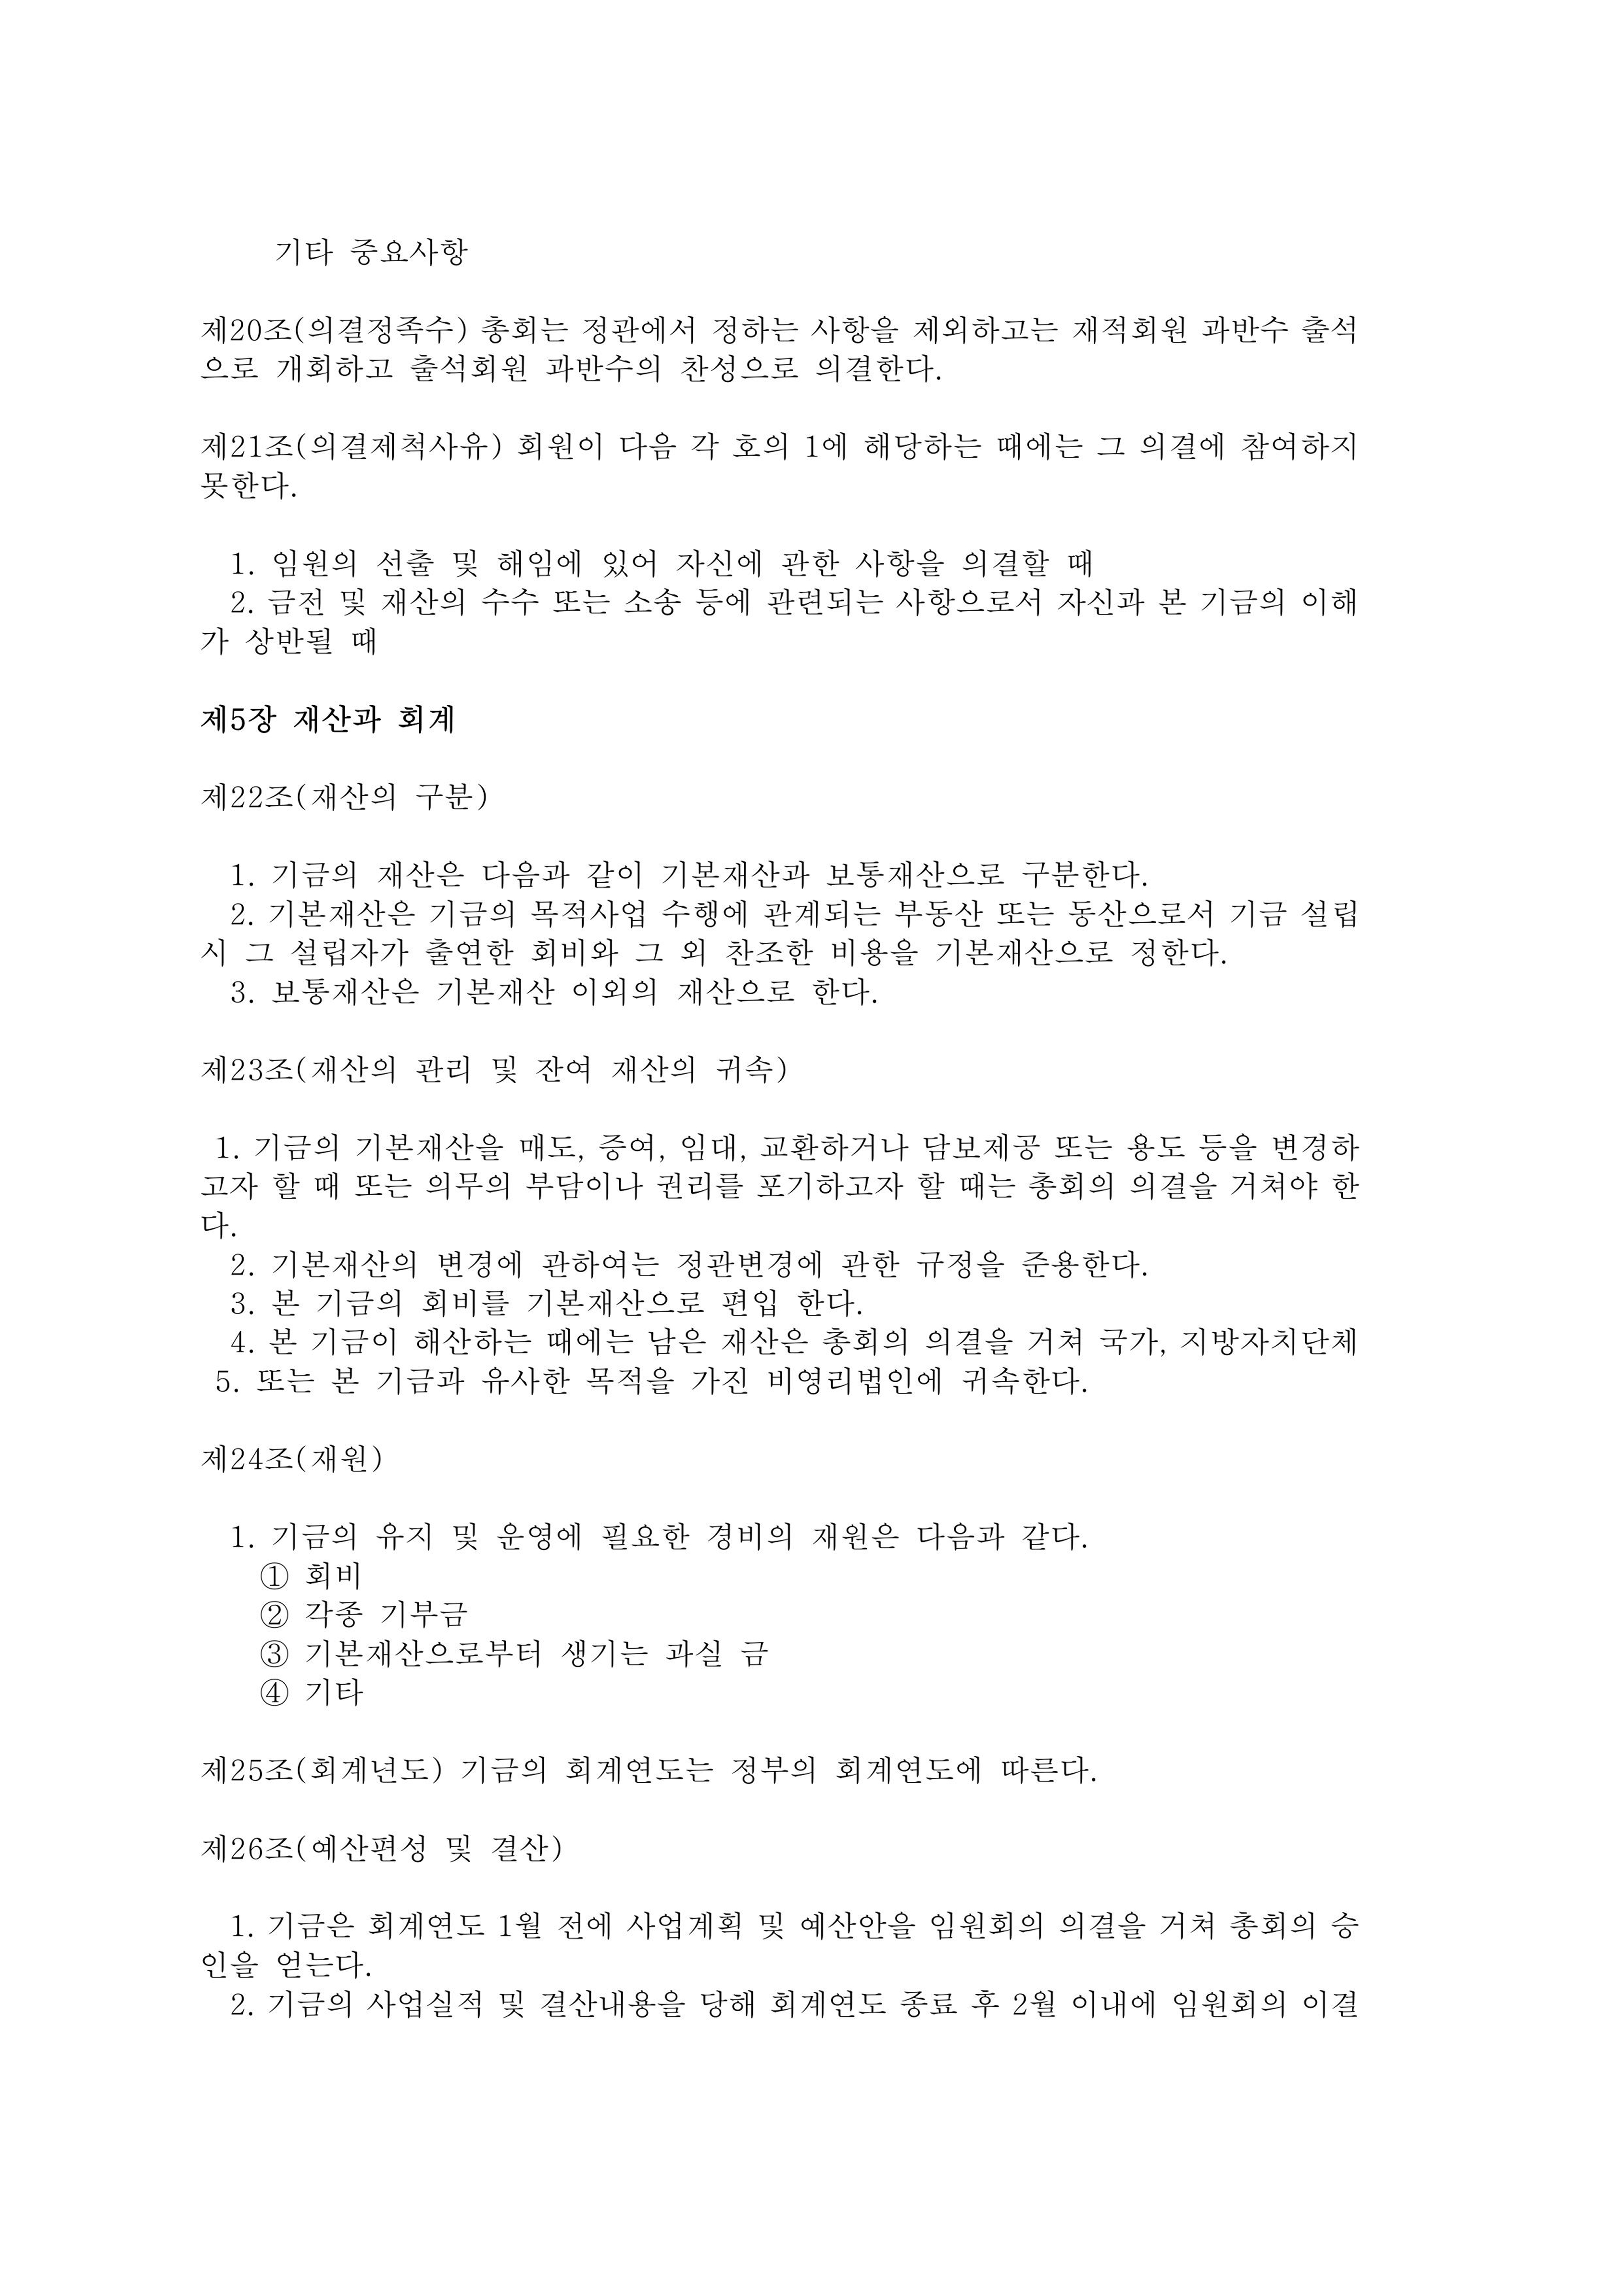 기타 중요사항
제20조(의결정족수) 총회는 정관에서 정하는 사항을 제외하고는 재적회원 과반수 출석
으로 개회하고 출석회원 과반수의 찬성으로 의결한다.
제21조(의결제척사유) 회원이 다음 각 호의 1에 해당하는 때에는 그 의결에 참여하지
못한다.
1. 임원의 선출 및 해임에 있어 자신에 관한 사항을 의결할 때
2. 금전 및 재산의 수수 또는 소송 등에 관련되는 사항으로서 자신과 본 기금의 이해
가 상반될 때
제5장 재산과 회계
제22조(재산의 구분)
1. 기금의 재산은 다음과 같이 기본재산과 보통재산으로 구분한다.
2. 기본재산은 기금의 목적사업 수행에 관계되는 부동산 또는 동산으로서 기금 설립
시 그 설립자가 출연한 회비와 그 외 찬조한 비용을 기본재산으로 정한다.
3. 보통재산은 기본재산 이외의 재산으로 한다.
제23조(재산의 관리 및 잔여 재산의 귀속)
1. 기금의 기본재산을 매도, 증여, 임대, 교환하거나 담보제공 또는 용도 등을 변경하
고자 할 때 또는 의무의 부담이나 권리를 포기하고자 할 때는 총회의 의결을 거쳐야 한
다.
2. 기본재산의 변경에 관하여는 정관변경에 관한 규정을 준용한다.
3. 본 기금의 회비를 기본재산으로 편입 한다.
4. 본 기금이 해산하는 때에는 남은 재산은 총회의 의결을 거쳐 국가, 지방자치단체
5. 또는 본 기금과 유사한 목적을 가진 비영리법인에 귀속한다.
제24조(재원)
1. 기금의 유지 및 운영에 필요한 경비의 재원은 다음과 같다.
① 회비
② 각종 기부금
③ 기본재산으로부터 생기는 과실 금
④ 기타
제25조(회계년도) 기금의 회계연도는 정부의 회계연도에 따른다.
제26조(예산편성 및 결산)
1. 기금은 회계연도 1월 전에 사업계획 및 예산안을 임원회의 의결을 거쳐 총회의 승
인을 얻는다.
2. 기금의 사업실적 및 결산내용을 당해 회계연도 종료 후 2월 이내에 임원회의 이결